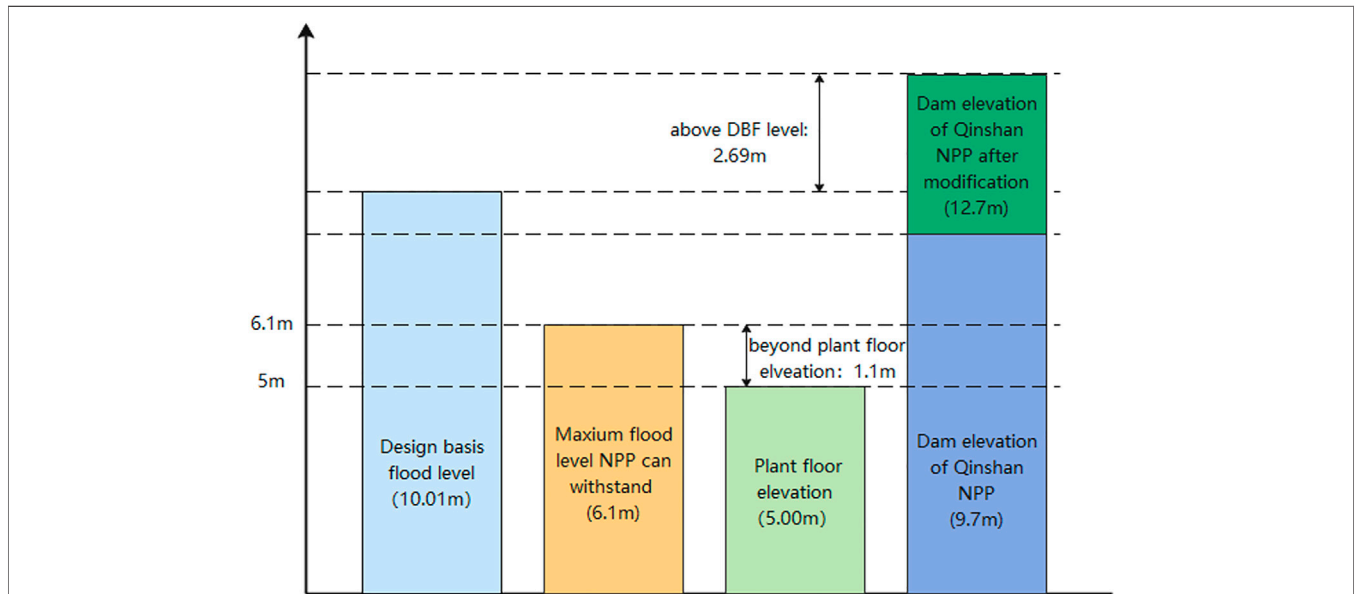 above DBF level:
2.69m
Dam elevation
of Qinshan
NPP after
modification
(12.7m)
6.1m
beyond plant floor
elveation: 1.1m
5m
Design basis
flood level
(10.01m)
Maxium flood
level NPP can
withstand
(6.1m)
Plant floor
elevation
(5.00m)
Dam elevation
of Qinshan
NPP
(9.7m)